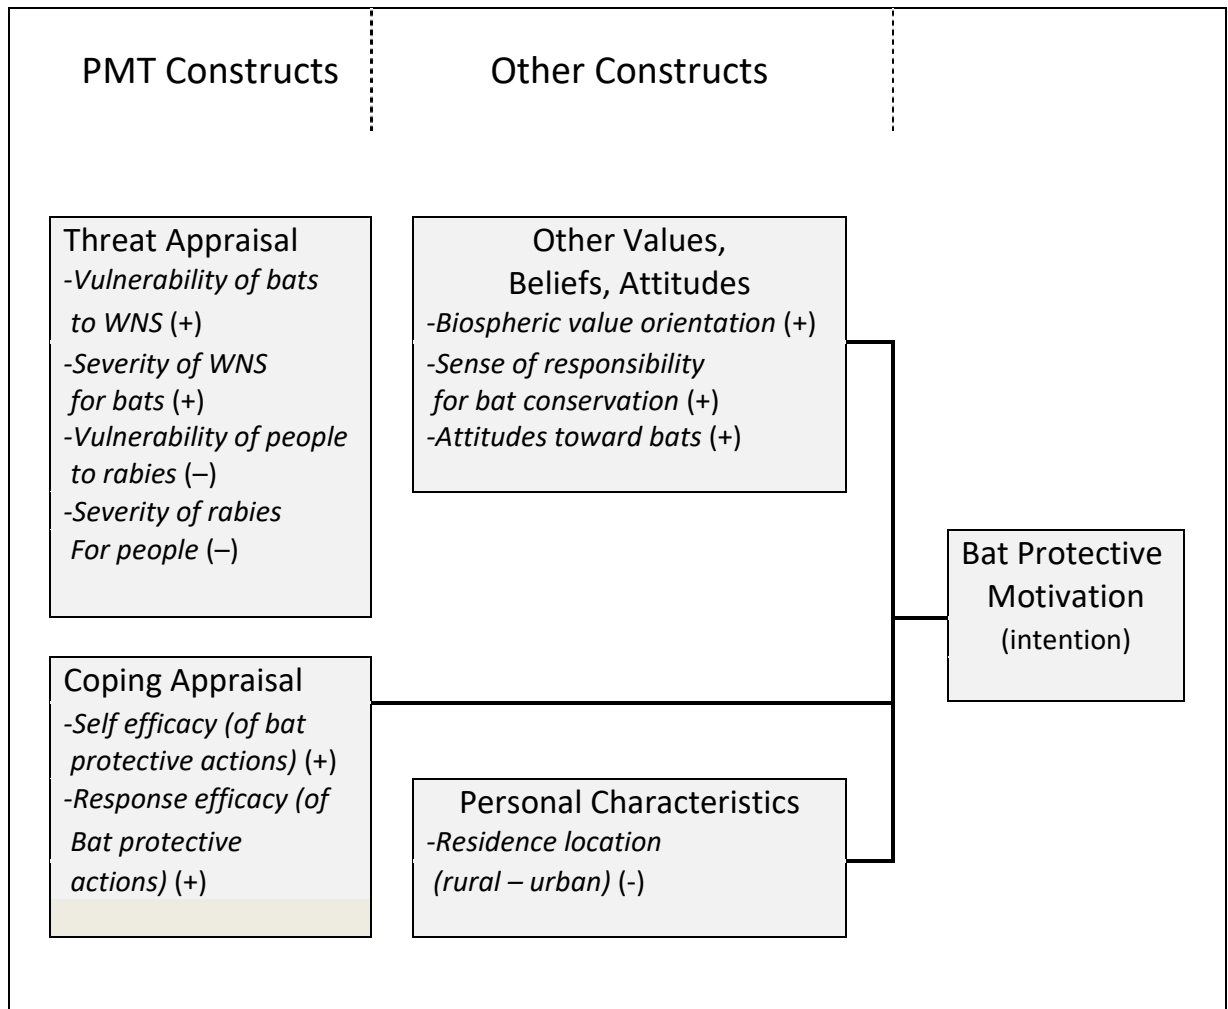 PMT Constructs
Other Constructs
Threat Appraisal
-Vulnerability of bats
to WNS (+)
-Severity of WNS
for bats (+)
-Vulnerability of people
to rabies (–)
-Severity of rabies
For people (–)
Coping Appraisal
-Self efficacy (of bat
protective actions) (+)
-Response efficacy (of
Bat protective
actions) (+)
Other Values,
Beliefs, Attitudes
-Biospheric value orientation (+)
-Sense of responsibility
for bat conservation (+)
-Attitudes toward bats (+)
Personal Characteristics
-Residence location
(rural – urban) (-)
Bat Protective
Motivation
(intention)